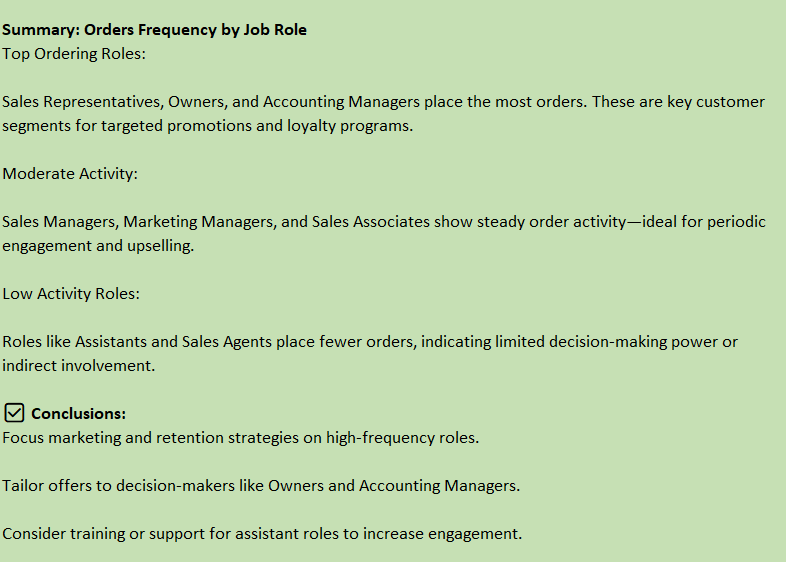 Summary: Orders Frequency by Job Role
Top Ordering Roles:
Sales Representatives, Owners, and Accounting Managers place the most orders. These are key customer
segments for targeted promotions and loyalty programs.
Moderate Activity:
Sales Managers, Marketing Managers, and Sales Associates show steady order activity—ideal for periodic
engagement and upselling.
Low Activity Roles:
Roles like Assistants and Sales Agents place fewer orders, indicating limited decision-making power or
indirect involvement.
☑ Conclusions:
Focus marketing and retention strategies on high-frequency roles.
Tailor offers to decision-makers like Owners and Accounting Managers.
Consider training or support for assistant roles to increase engagement.